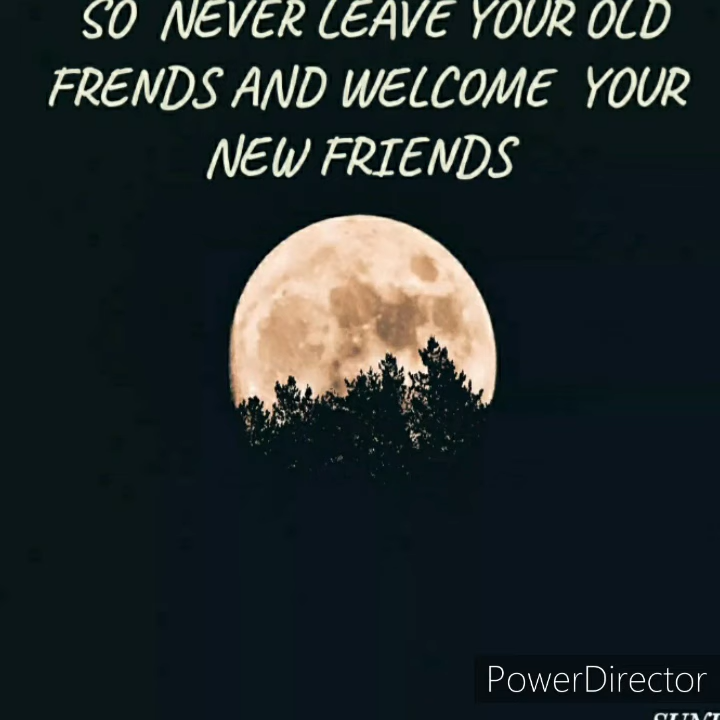 SO NEVER LEAVE YOUR OLD
FRENDS AND WELCOME YOUR
NEW FRIENDS
PowerDirector